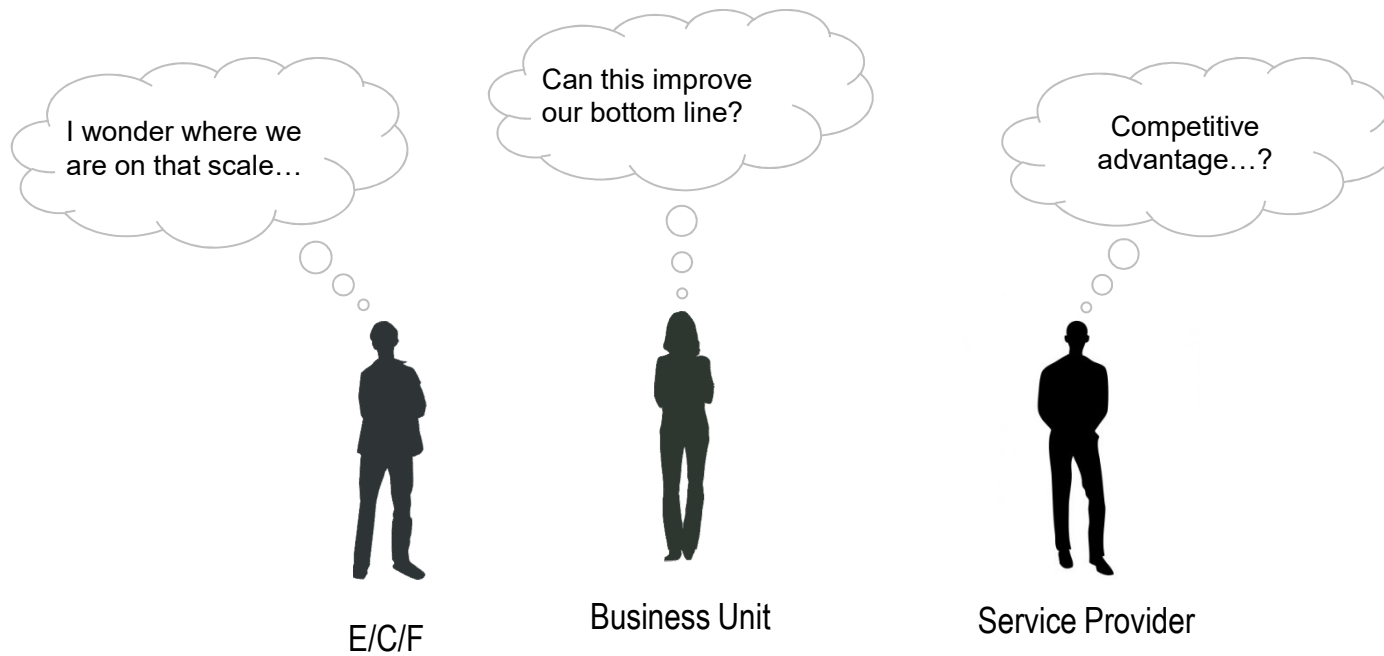 I wonder where we
are on that scale…
Can this improve
our bottom line?
Competitive
advantage…?
E/C/F
Business Unit
Service Provider